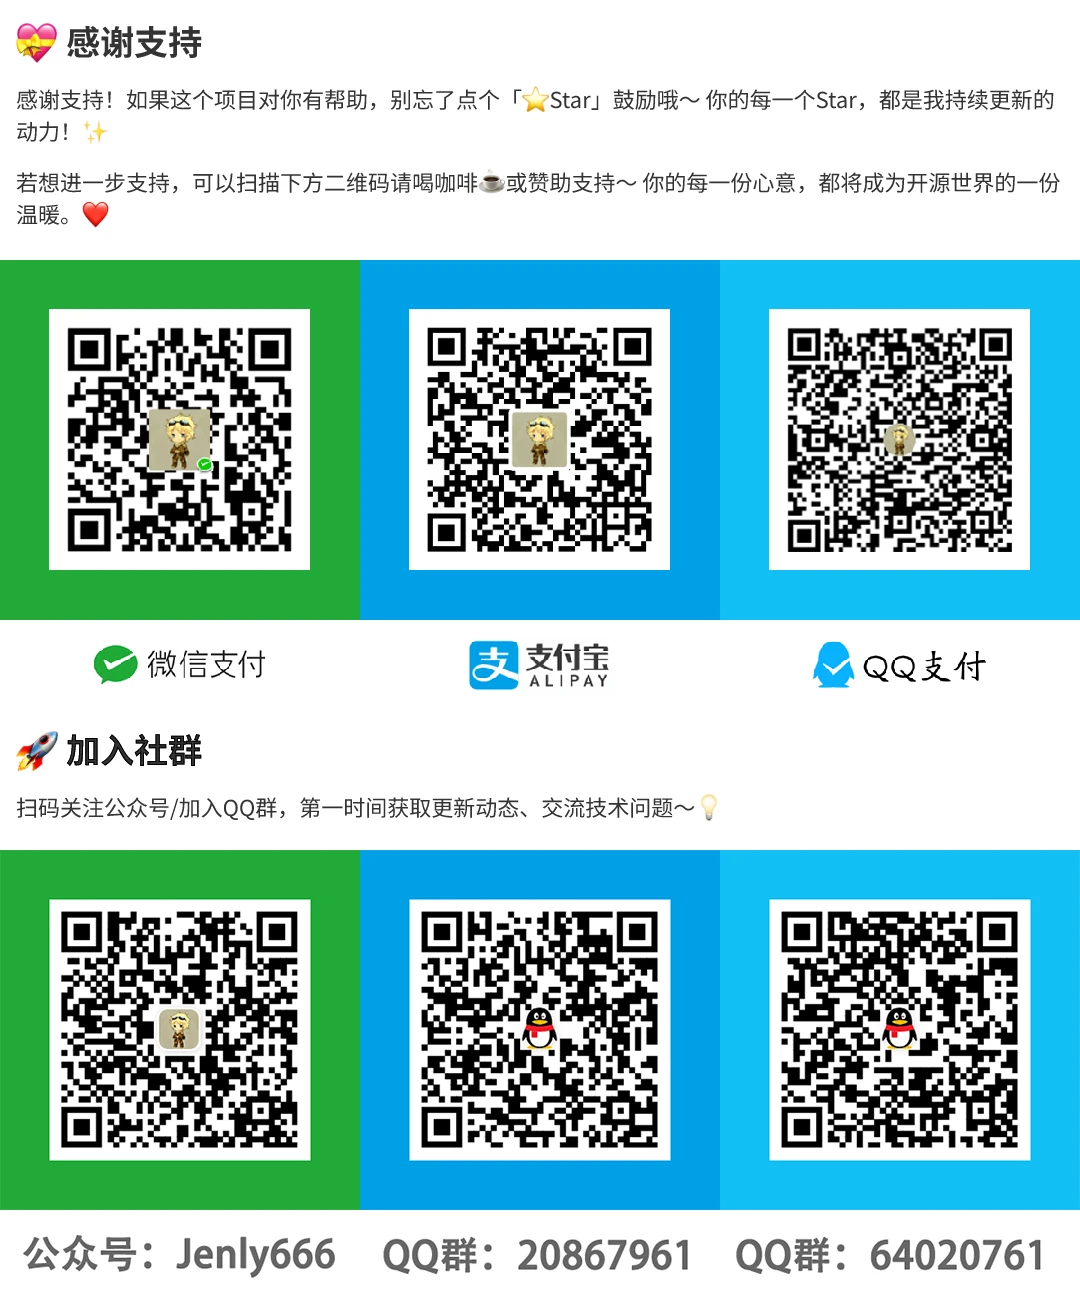 感谢支持
感谢支持！如果这个项目对你有帮助，别忘了点个「⭐Star」鼓励哦～ 你的每一个Star，都是我持续更新的
动力！✨
若想进一步支持，可以扫描下方二维码请喝咖啡☕或赞助支持～ 你的每一份心意，都将成为开源世界的一份
温暖。❤️
微信支付
支付宝
ALIPAY
QQ支付
加入社群
扫码关注公众号/加入QQ群，第一时间获取更新动态、交流技术问题～💡
公众号：Jenly666
QQ群：20867961
QQ群：64020761